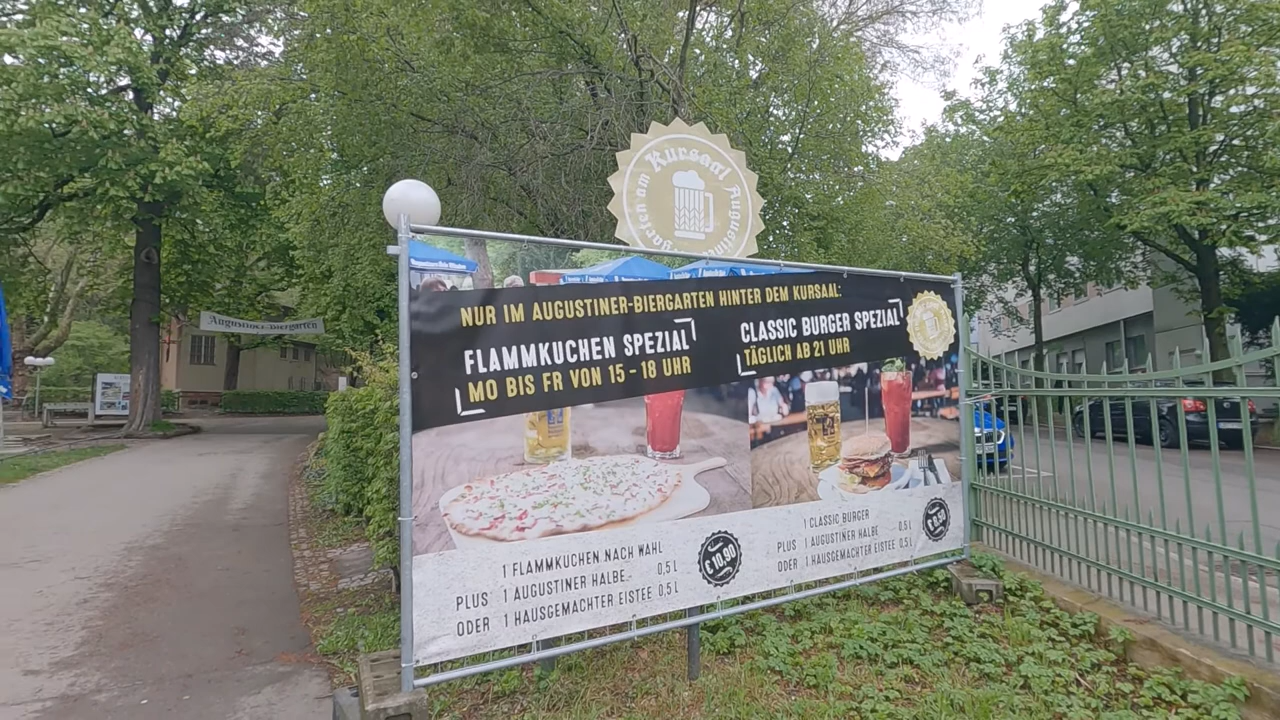 Kursaal
Augustiner-
garten am
Augustiner-Biergarten
NUR IM AUGUSTINER-BIERGARTEN HINTER DEM KURSAAL:
FLAMMKUCHEN SPEZIAL
MO BIS FR VON 15 - 18 UHR
CLASSIC BURGER SPEZIAL
TÄGLICH AB 21 UHR
1 FLAMMKUCHEN NACH WAHL
PLUS 1 AUGUSTINER HALBE 0,5 L
ODER 1 HAUSGEMACHTER EISTEE 0,5 L
€ 10,90
1 CLASSIC BURGER
PLUS 1 AUGUSTINER HALBE 0,5 L
ODER 1 HAUSGEMACHTER EISTEE 0,5 L